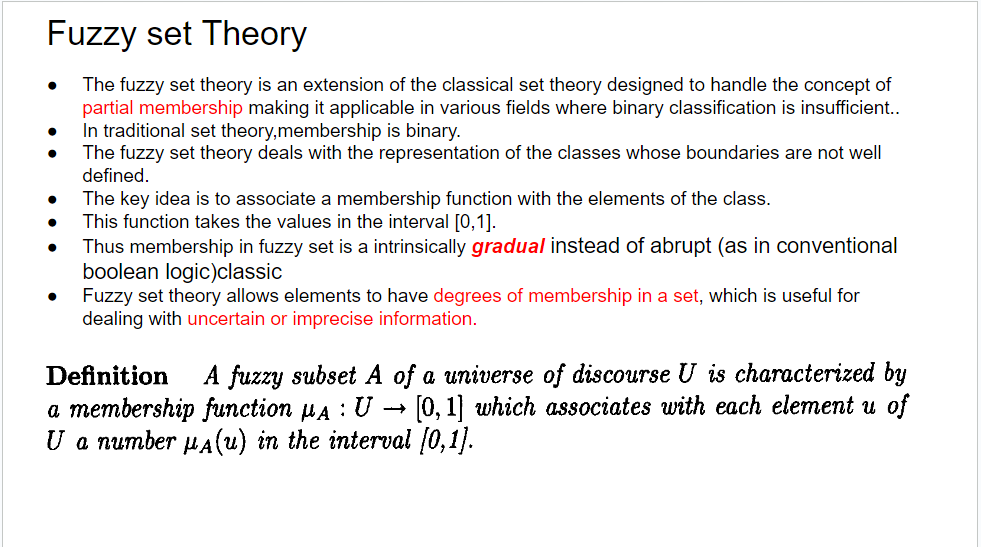 Fuzzy set Theory
● The fuzzy set theory is an extension of the classical set theory designed to handle the concept of
partial membership making it applicable in various fields where binary classification is insufficient..
● In traditional set theory,membership is binary.
● The fuzzy set theory deals with the representation of the classes whose boundaries are not well
defined.
● The key idea is to associate a membership function with the elements of the class.
● This function takes the values in the interval [0,1].
● Thus membership in fuzzy set is a intrinsically gradual instead of abrupt (as in conventional
boolean logic)classic
● Fuzzy set theory allows elements to have degrees of membership in a set, which is useful for
dealing with uncertain or imprecise information.
Definition A fuzzy subset A of a universe of discourse U is characterized by
a membership function μA : U → [0, 1] which associates with each element u of
U a number μA(u) in the interval [0,1].